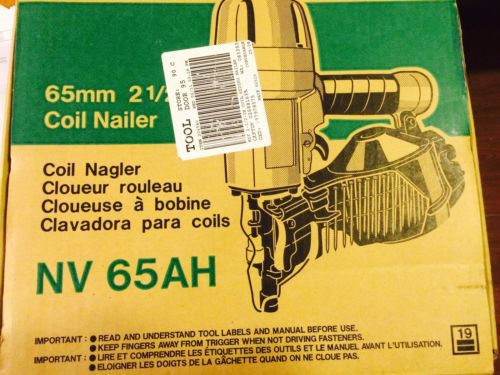 65mm 2 1/2
Coil Nailer
TOOL
DOOR 95
Coil Nagler
Cloueur rouleau
Cloueuse à bobine
Clavadora para coils
NV 65AH
19
IMPORTANT : ● READ AND UNDERSTAND TOOL LABELS AND MANUAL BEFORE USE.
● KEEP FINGERS AWAY FROM TRIGGER WHEN NOT DRIVING FASTENERS.
IMPORTANT : ● LIRE ET COMPRENDRE LES ÉTIQUETTES DES OUTILS ET LE MANUEL AVANT L'UTILISATION.
● ELOIGNER LES DOIGTS DE LA GÂCHETTE QUAND ON NE CLOUE PAS.